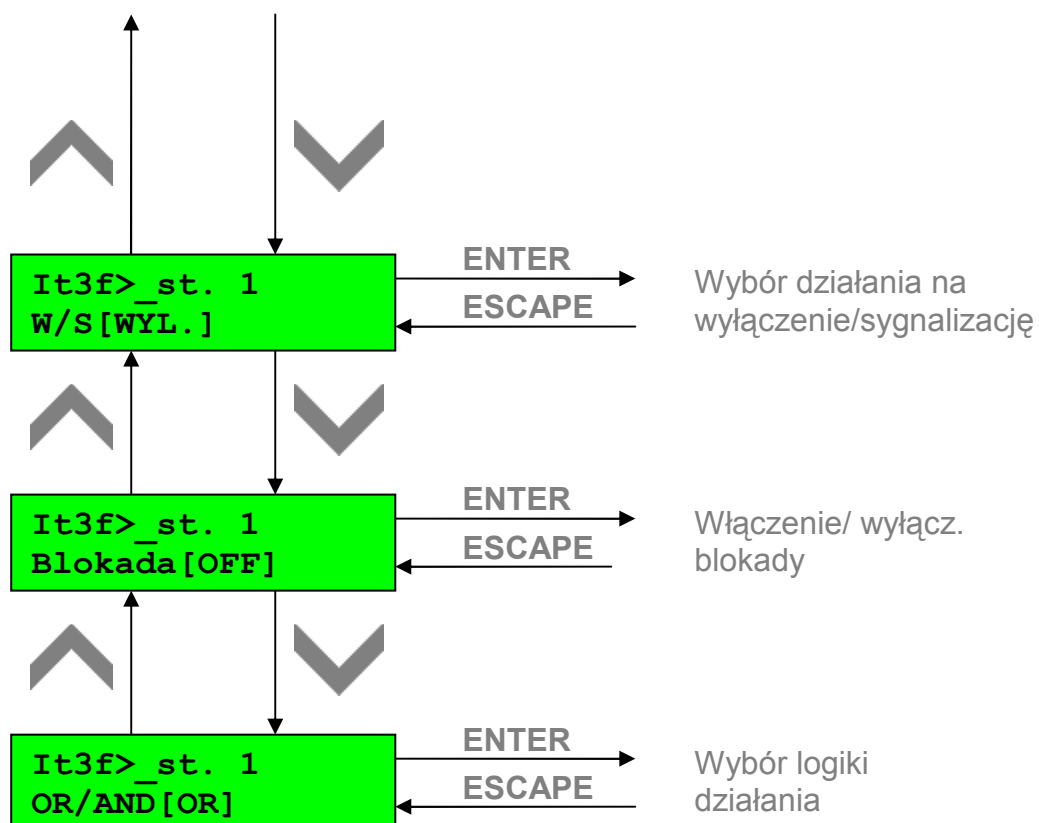 It3f>_st. 1
W/S[WYL.]
ENTER
ESCAPE
Wybór działania na
wyłączenie/sygnalizację
It3f>_st. 1
Blokada[OFF]
ENTER
ESCAPE
Włączenie/ wyłącz.
blokady
It3f>_st. 1
OR/AND[OR]
ENTER
ESCAPE
Wybór logiki
działania